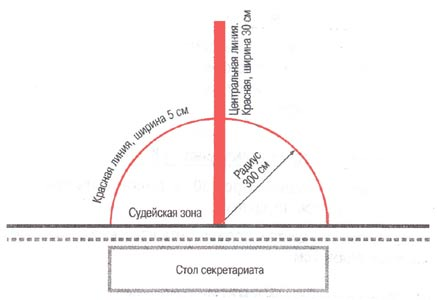 Центральная линия.
Красная, ширина 30 см
Красная линия, ширина 5 см
Радиус
300 см
Судейская зона
Стол секретариата